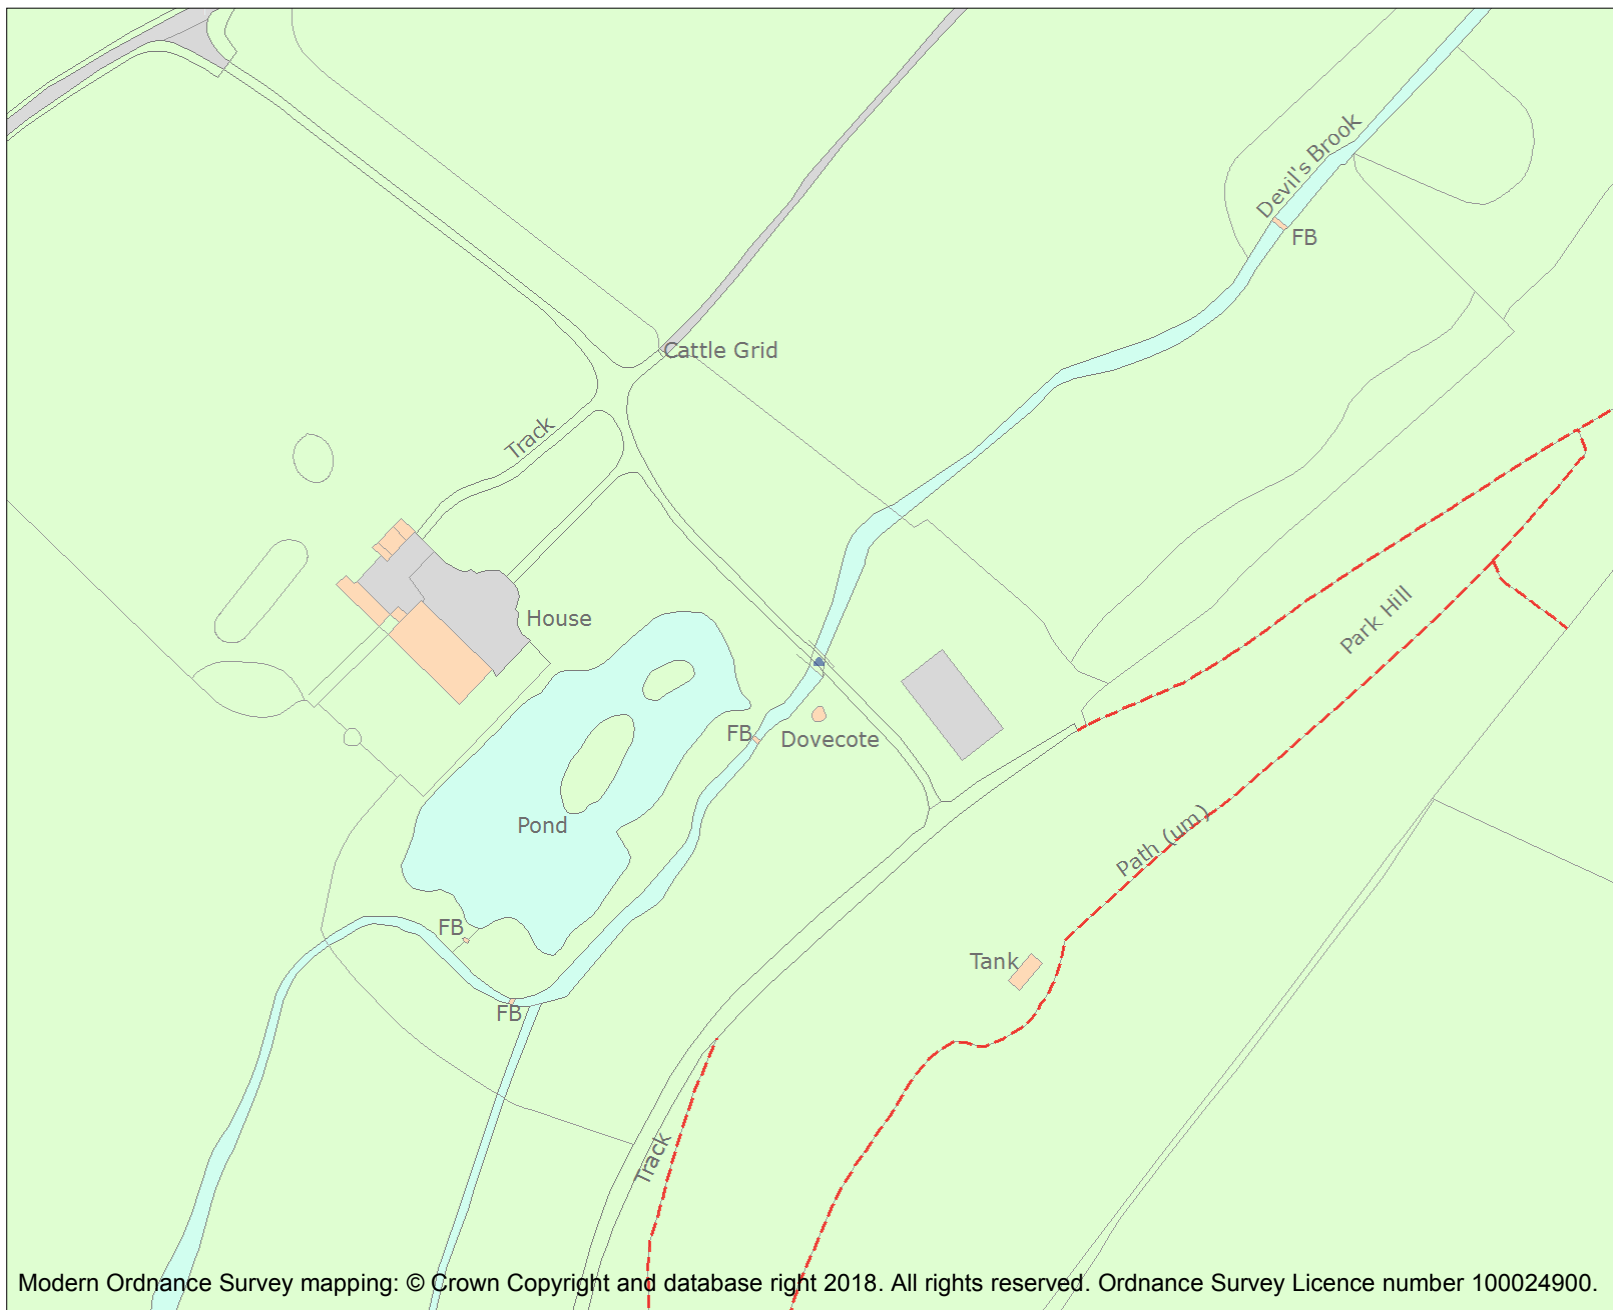 Devil's Brook
FB
Cattle Grid
Track
House
Park Hill
FB
Dovecote
Pond
Path (um)
FB
Tank
FB
Track
Modern Ordnance Survey mapping: © Crown Copyright and database right 2018. All rights reserved. Ordnance Survey Licence number 100024900.